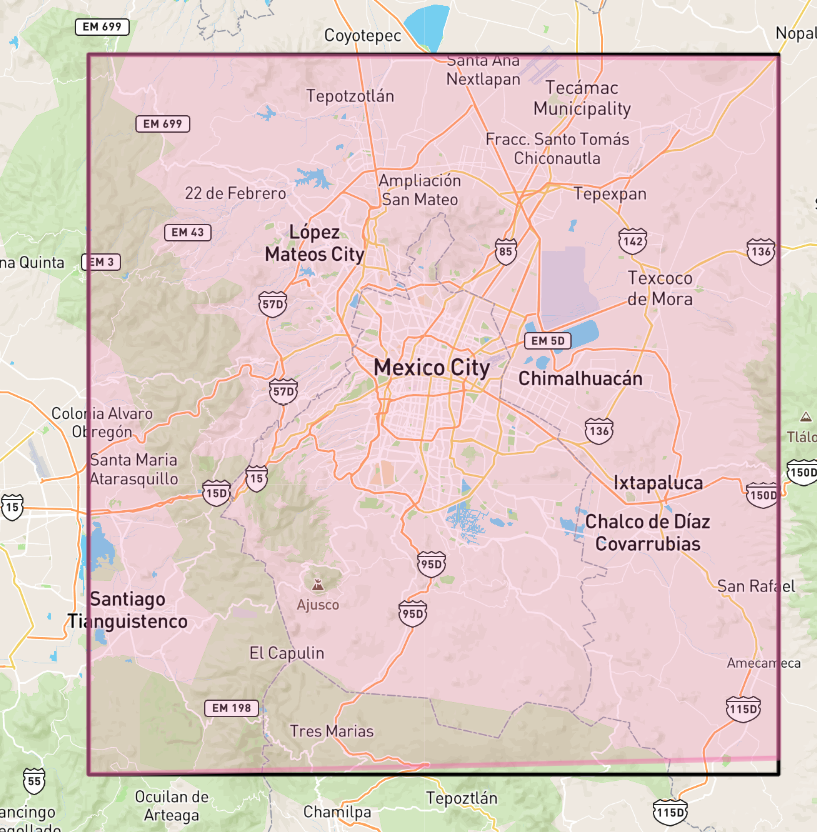 EM 699
Coyotepec
Nopal
Santa Ana
Nextlapan
Tepotzotlán
Tecámac
Municipality
EM 699
Fracc. Santo Tomás
Chiconautla
Ampliación
San Mateo
22 de Febrero
Tepexpan
EM 43
López
Mateos City
85
142
136
na Quinta
EM 3
Texcoco
de Mora
57D
EM 5D
Mexico City
Chimalhuacán
57D
Colonia Alvaro
Obregón
136
Tlálo
Santa Maria
Atarasquillo
15
15D
15
Ixtapaluca
150D
150D
Chalco de Díaz
Covarrubias
95D
Santiago
Tianguistenco
Ajusco
95D
San Rafael
El Capulin
Amecameca
EM 198
115D
Tres Marias
55
Ocuilan de
Arteaga
Chamilpa
Tepoztlán
115D
ancingo
egollado